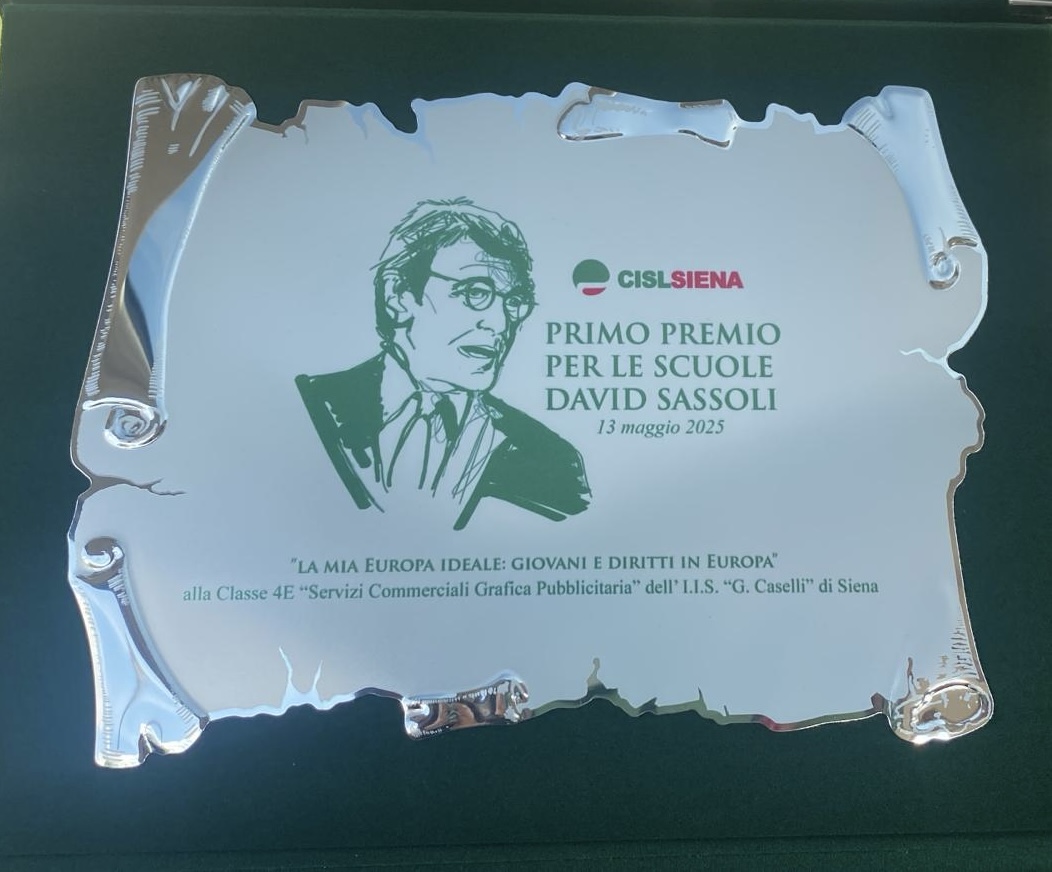 CISLSIENA
PRIMO PREMIO
PER LE SCUOLE
DAVID SASSOLI
13 maggio 2025
"LA MIA EUROPA IDEALE: GIOVANI E DIRITTI IN EUROPA"
alla Classe 4E “Servizi Commerciali Grafica Pubblicitaria” dell’ I.I.S. “G. Caselli” di Siena